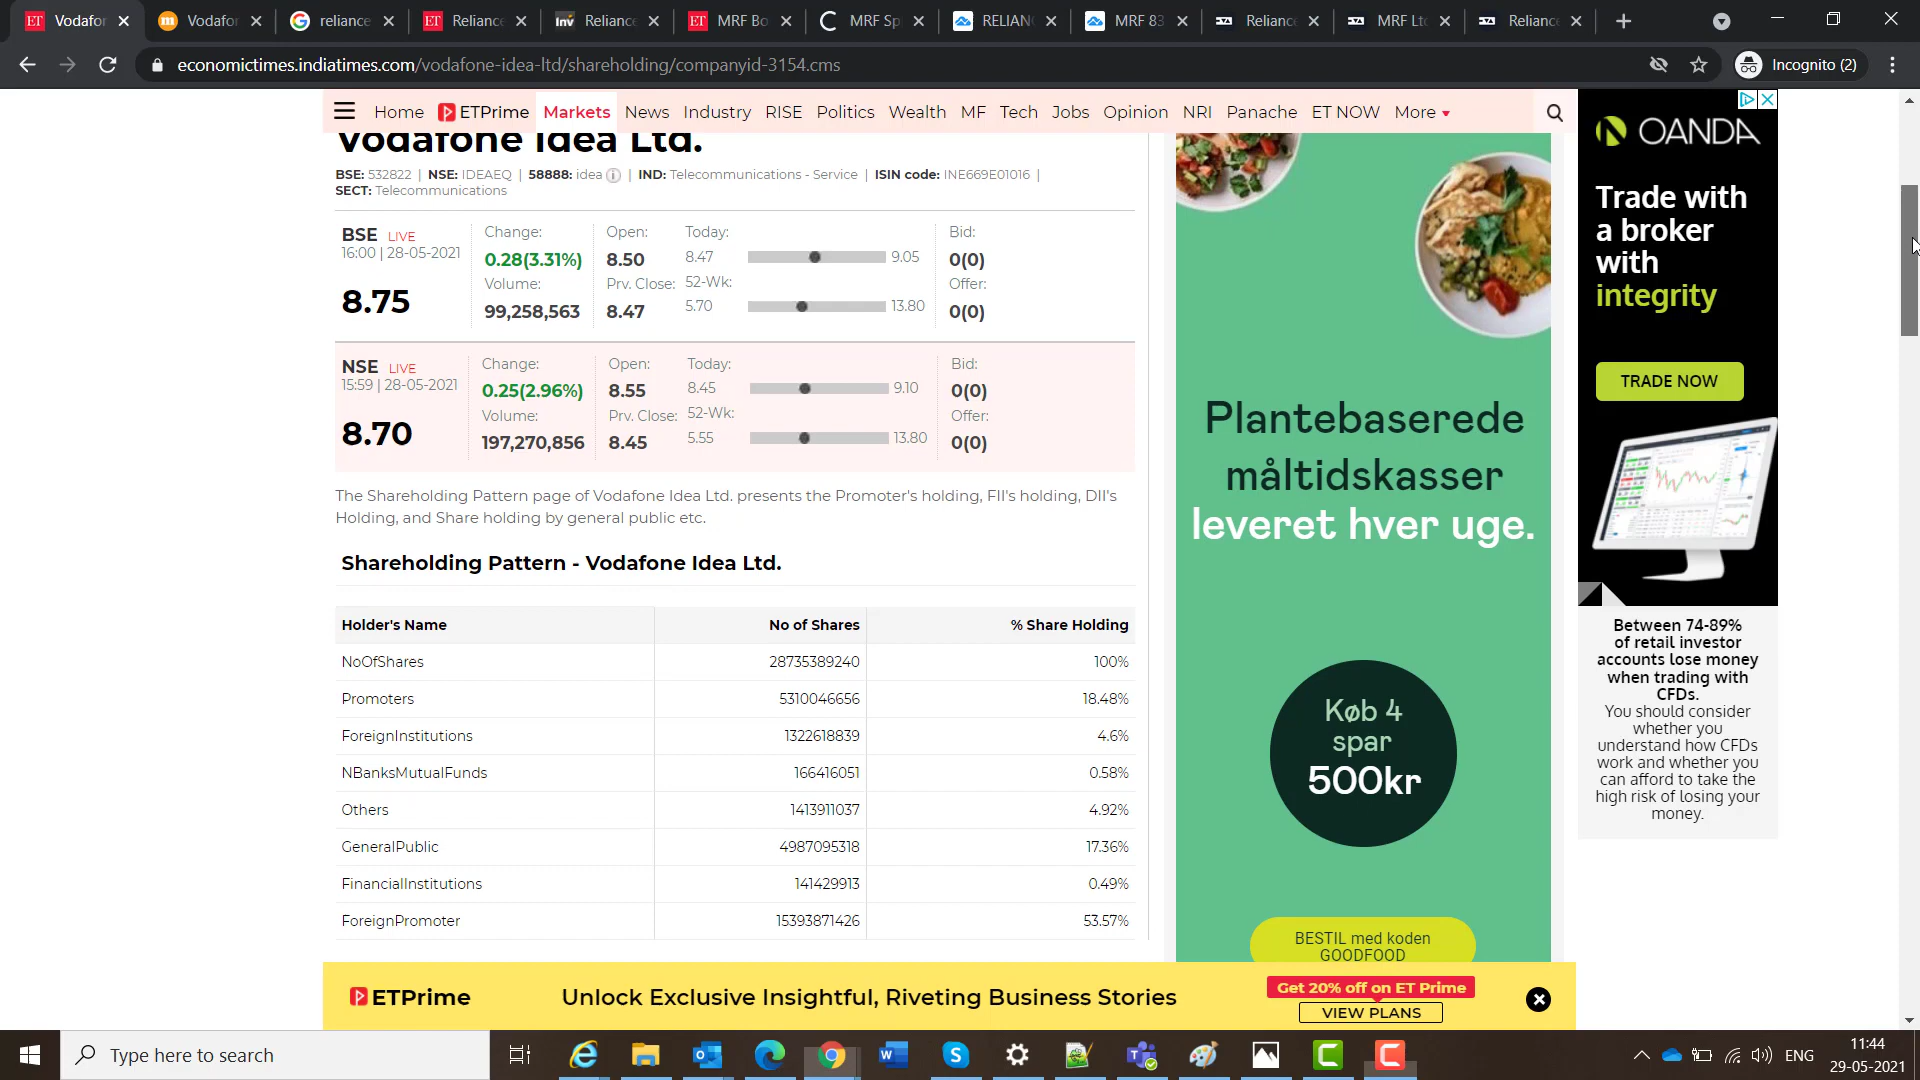 Vodafor
Vodafor
reliance
Reliance
Reliance
MRF Bo
MRF Sp
RELIAN
MRF 83
Reliance
MRF Ltd
Reliance
economictimes.indiatimes.com/vodafone-idea-ltd/shareholding/companyid-3154.cms
Incognito (2)
Home ETPrime Markets News Industry RISE Politics Wealth MF Tech Jobs Opinion NRI Panache ET NOW More
Vodafone Idea Ltd.
BSE: 532822 | NSE: IDEAEQ | 58888: idea | IND: Telecommunications - Service | ISIN code: INE669E01016 |
SECT: Telecommunications
BSE LIVE
16:00 | 28-05-2021
8.75
Change:
0.28(3.31%)
Volume:
99,258,563
Open:
8.50
Prv. Close:
8.47
Today:
8.47 9.05
52-Wk:
5.70 13.80
Bid:
0(0)
Offer:
0(0)
NSE LIVE
15:59 | 28-05-2021
8.70
Change:
0.25(2.96%)
Volume:
197,270,856
Open:
8.55
Prv. Close:
8.45
Today:
8.45 9.10
52-Wk:
5.55 13.80
Bid:
0(0)
Offer:
0(0)
The Shareholding Pattern page of Vodafone Idea Ltd. presents the Promoter's holding, FII's holding, DII's
Holding, and Share holding by general public etc.
Shareholding Pattern - Vodafone Idea Ltd.
Holder's Name No of Shares % Share Holding
NoOfShares 28735389240 100%
Promoters 5310046656 18.48%
ForeignInstitutions 1322618839 4.6%
NBanksMutualFunds 166416051 0.58%
Others 1413911037 4.92%
GeneralPublic 4987095318 17.36%
FinancialInstitutions 141429913 0.49%
ForeignPromoter 15393871426 53.57%
Plantebaserede
måltidskasser
leveret hver uge.
Køb 4
spar
500kr
BESTIL med koden
GOODFOOD
OANDA
Trade with
a broker
with
integrity
TRADE NOW
Between 74-89%
of retail investor
accounts lose money
when trading with
CFDs.
You should consider
whether you
understand how CFDs
work and whether you
can afford to take the
high risk of losing your
money.
ETPrime
Unlock Exclusive Insightful, Riveting Business Stories
Get 20% off on ET Prime
VIEW PLANS
Type here to search
ENG
11:44
29-05-2021